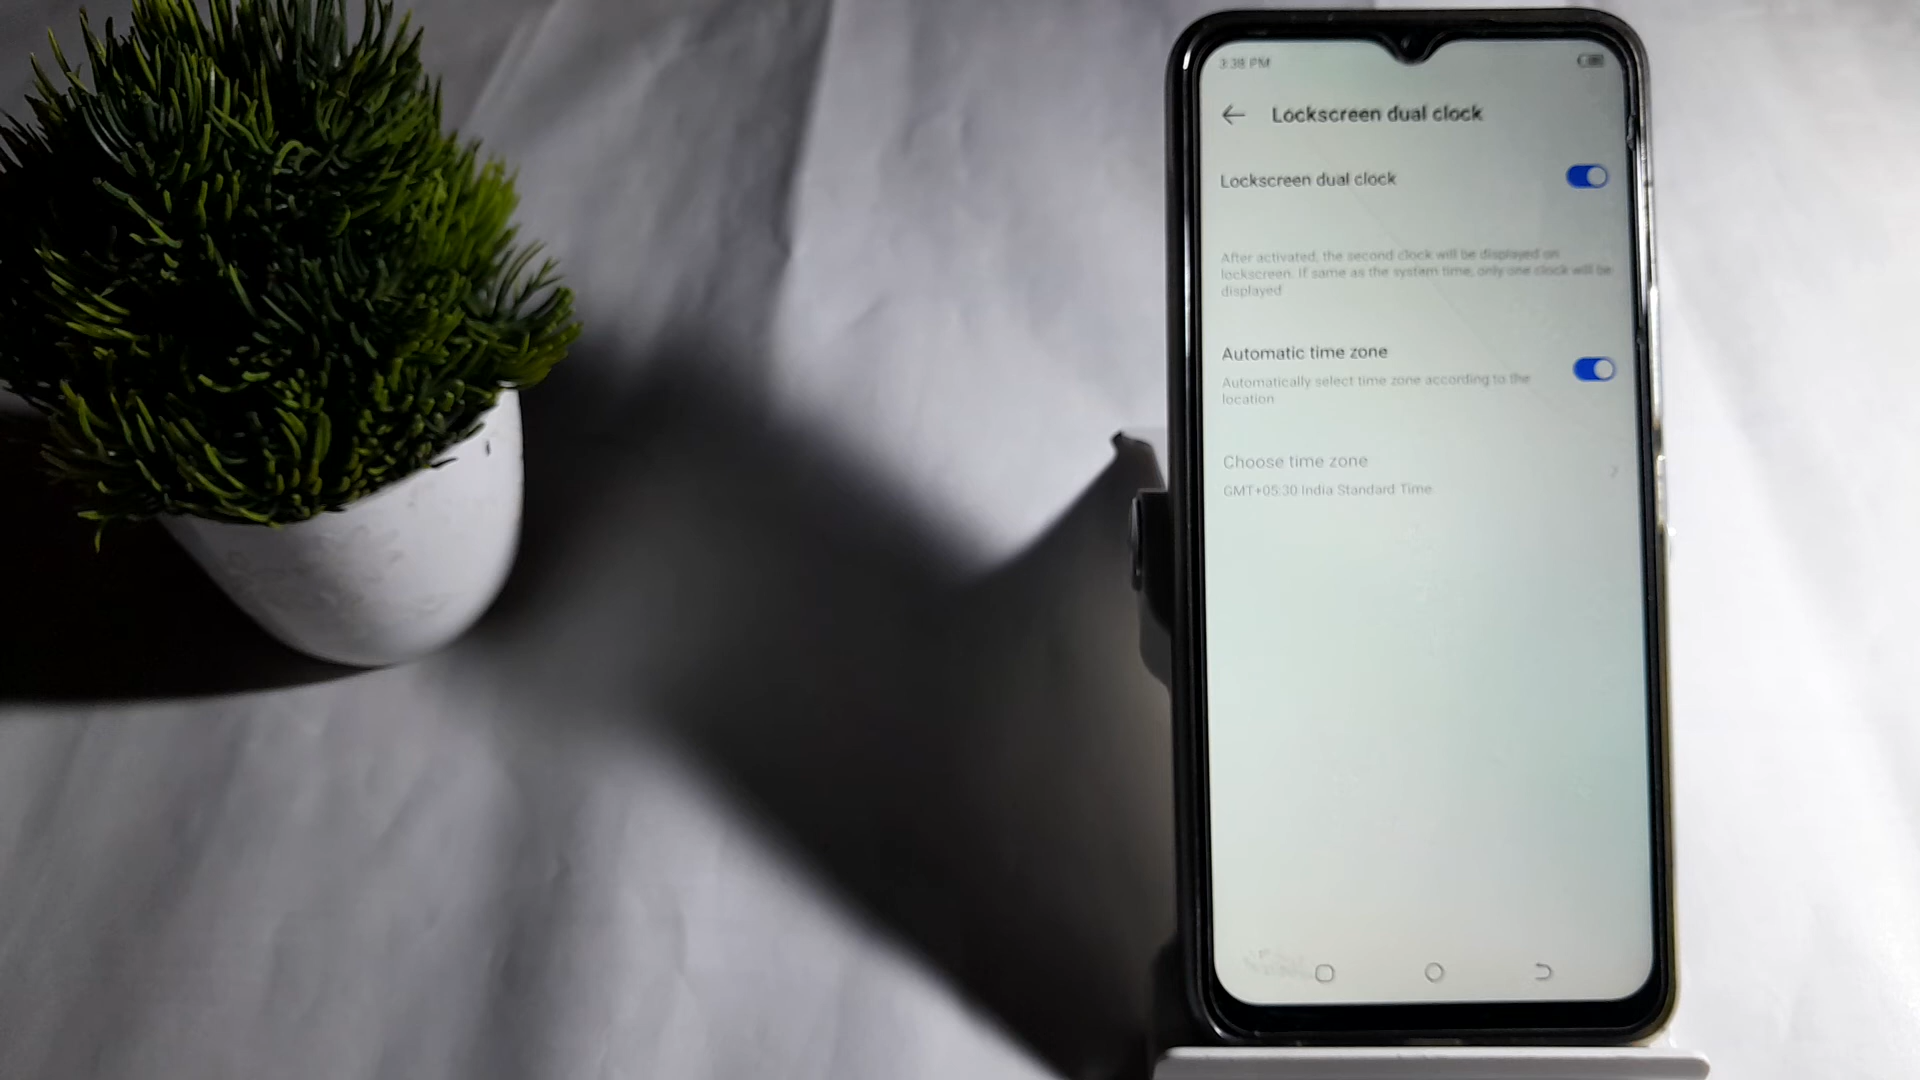 3:38 PM
Lockscreen dual clock
Lockscreen dual clock
After activated, the second clock will be displayed on
lockscreen. If same as the system time, only one clock will be
displayed
Automatic time zone
Automatically select time zone according to the
location
Choose time zone
GMT+05:30 India Standard Time